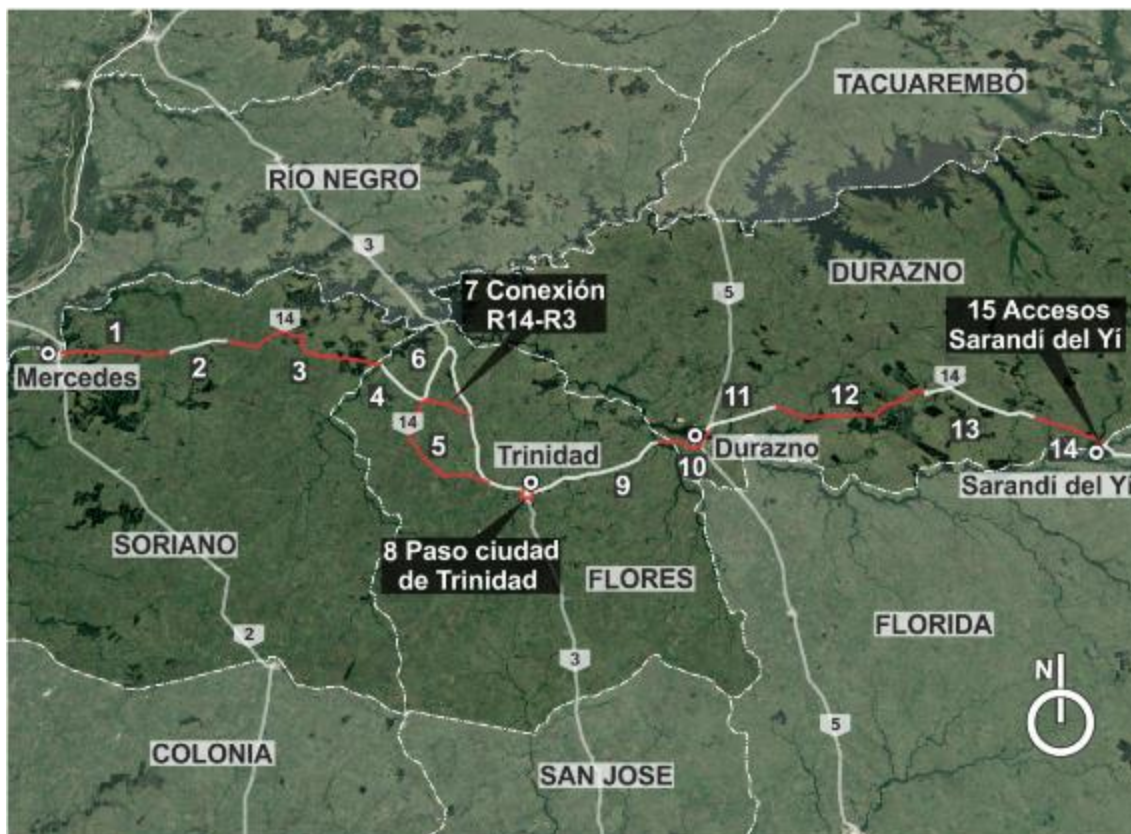 TACUAREMBÓ
RÍO NEGRO
3
7 Conexión
R14-R3
DURAZNO
5
15 Accesos
Sarandí del Yí
1
14
2
3
6
Mercedes
4
14
5
11
12
14
13
Trinidad
Durazno
10
14
9
Sarandí del Yí
SORIANO
8 Paso ciudad
de Trinidad
FLORES
FLORIDA
2
3
N
5
COLONIA
SAN JOSE